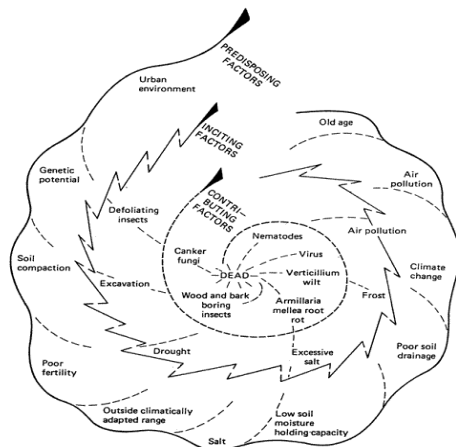 PREDISPOSING
FACTORS
Urban
environment
INCITING
FACTORS
Old age
CONTRI-
BUTING
FACTORS
Genetic
potential
Air
pollution
Defoliating
insects
Nematodes
Air pollution
Canker
fungi
Virus
Soil
compaction
DEAD
Verticillium
wilt
Climate
change
Excavation
Wood and bark
boring
insects
Armillaria
mellea root
rot
Frost
Poor soil
drainage
Drought
Excessive
salt
Poor
fertility
Outside climatically
adapted range
Low soil
moisture
holding capacity
Salt